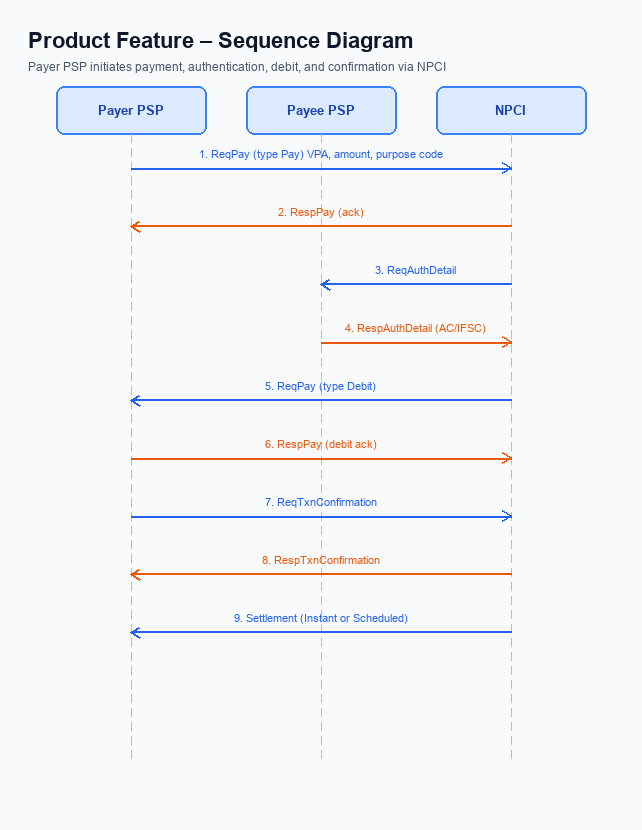 Product Feature – Sequence Diagram
Payer PSP initiates payment, authentication, debit, and confirmation via NPCI
Payer PSP
Payee PSP
NPCI
1. ReqPay (type Pay) VPA, amount, purpose code
2. RespPay (ack)
3. ReqAuthDetail
4. RespAuthDetail (AC/IFSC)
5. ReqPay (type Debit)
6. RespPay (debit ack)
7. ReqTxnConfirmation
8. RespTxnConfirmation
9. Settlement (Instant or Scheduled)